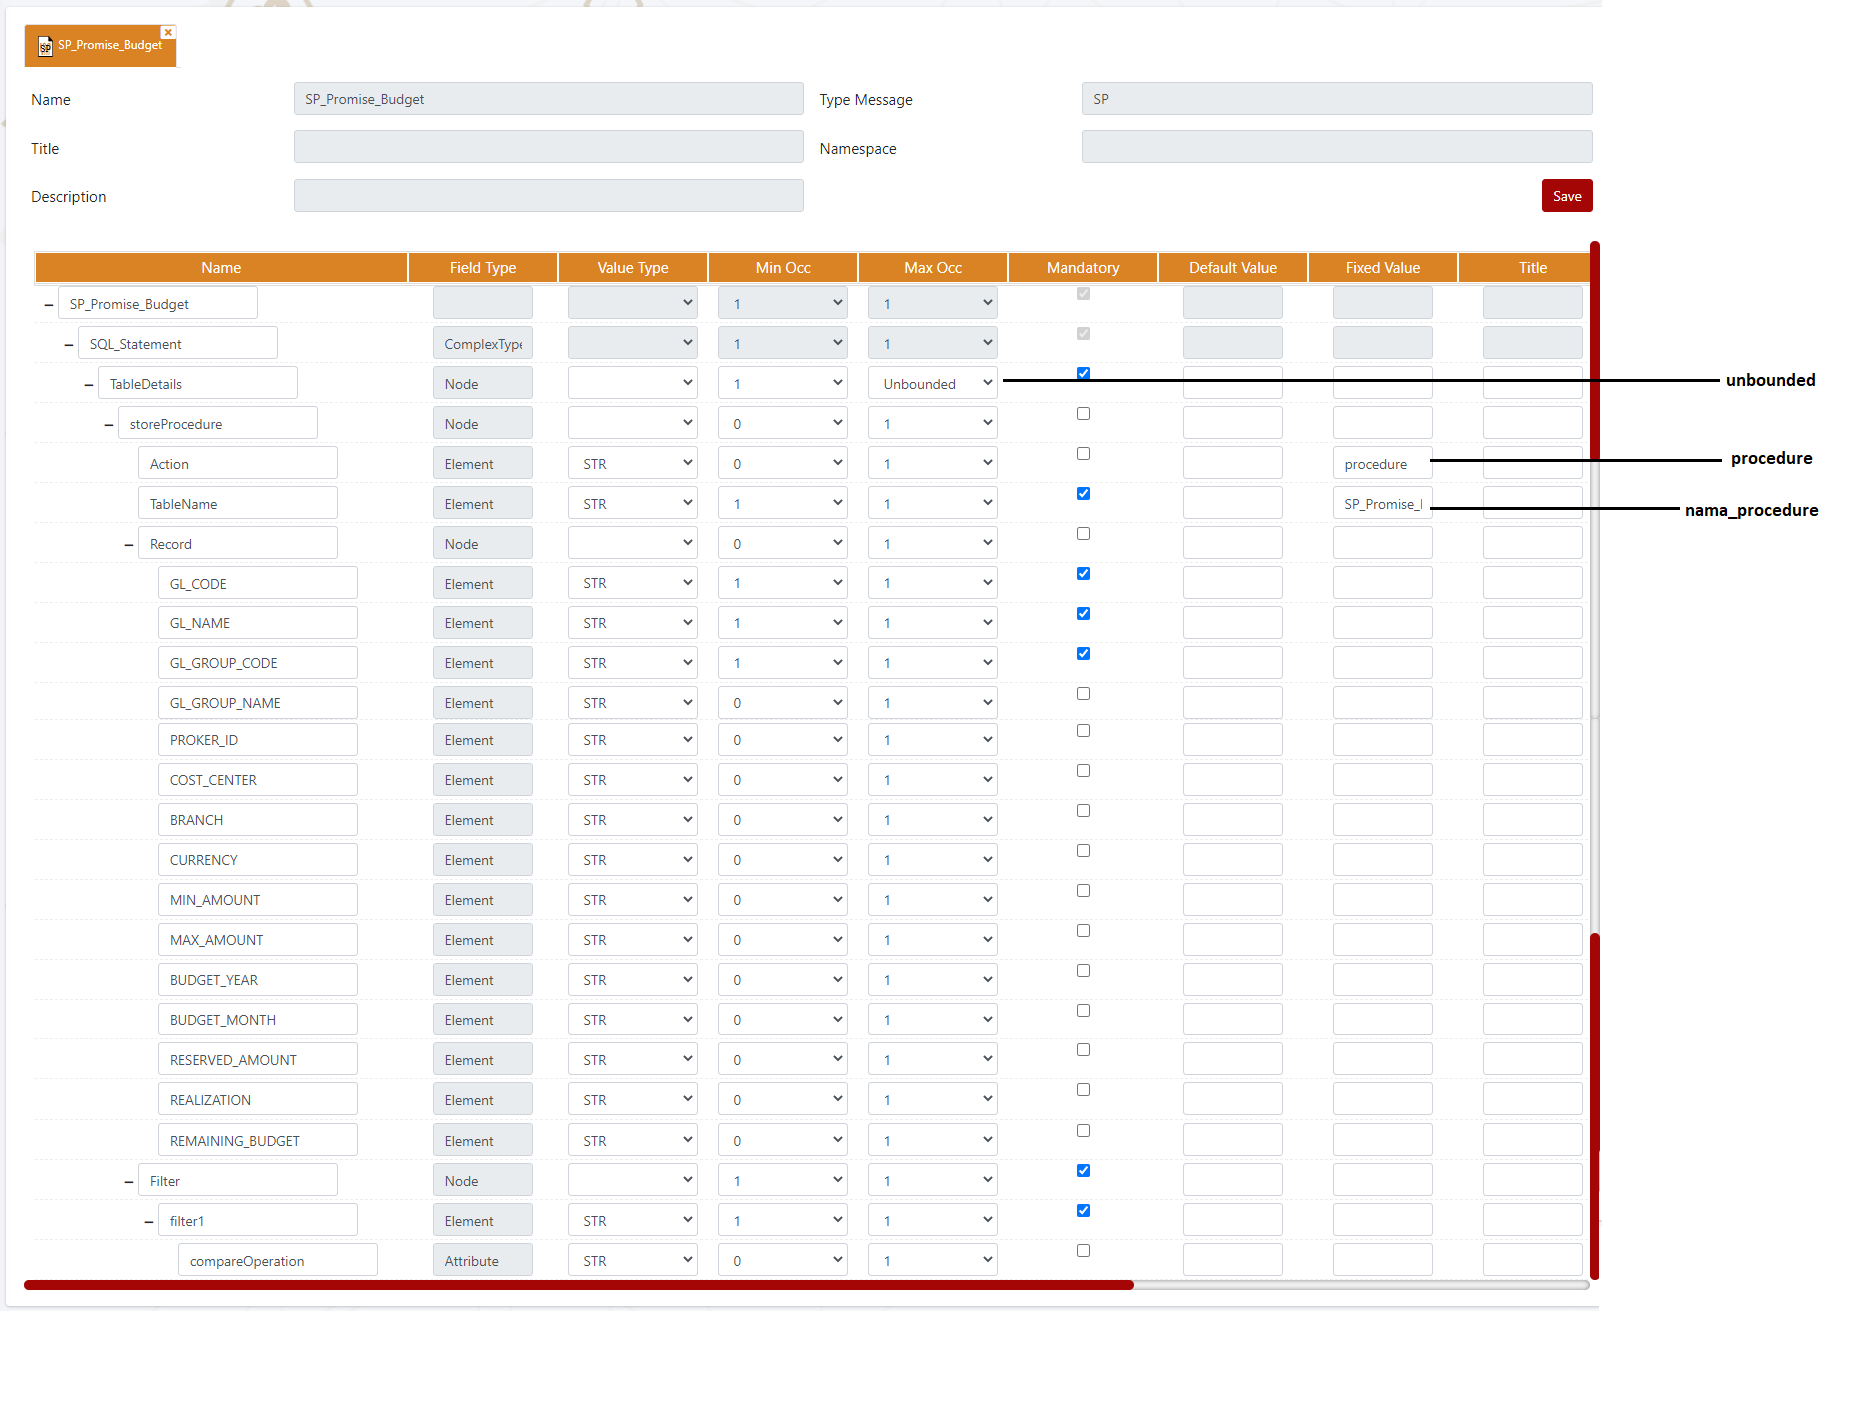 SP_Promise_Budget
Name SP_Promise_Budget Type Message SP
Title Namespace
Description Save
Name Field Type Value Type Min Occ Max Occ Mandatory Default Value Fixed Value Title
SP_Promise_Budget 1 1
SQL_Statement ComplexType 1 1
TableDetails Node 1 Unbounded unbounded
storeProcedure Node 0 1
Action Element STR 0 1 procedure procedure
TableName Element STR 1 1 SP_Promise_ nama_procedure
Record Node 0 1
GL_CODE Element STR 1 1
GL_NAME Element STR 1 1
GL_GROUP_CODE Element STR 1 1
GL_GROUP_NAME Element STR 0 1
PROKER_ID Element STR 0 1
COST_CENTER Element STR 0 1
BRANCH Element STR 0 1
CURRENCY Element STR 0 1
MIN_AMOUNT Element STR 0 1
MAX_AMOUNT Element STR 0 1
BUDGET_YEAR Element STR 0 1
BUDGET_MONTH Element STR 0 1
RESERVED_AMOUNT Element STR 0 1
REALIZATION Element STR 0 1
REMAINING_BUDGET Element STR 0 1
Filter Node 1 1
filter1 Element STR 1 1
compareOperation Attribute STR 0 1